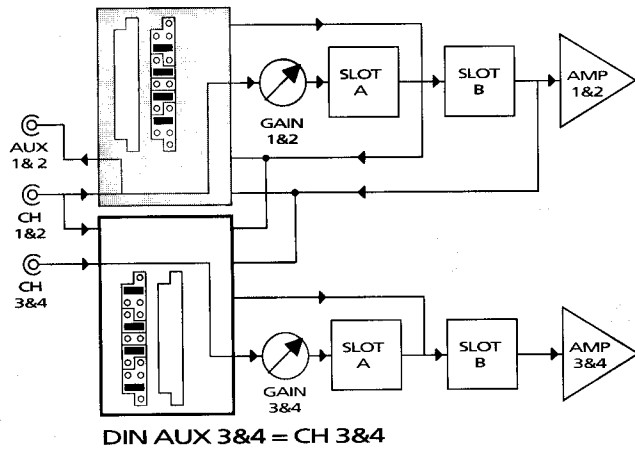 SLOT
A
SLOT
B
AMP
1&2
GAIN
1&2
AUX
1& 2
CH
1&2
CH
3&4
SLOT
A
SLOT
B
AMP
3&4
GAIN
3&4
DIN AUX 3&4 = CH 3&4